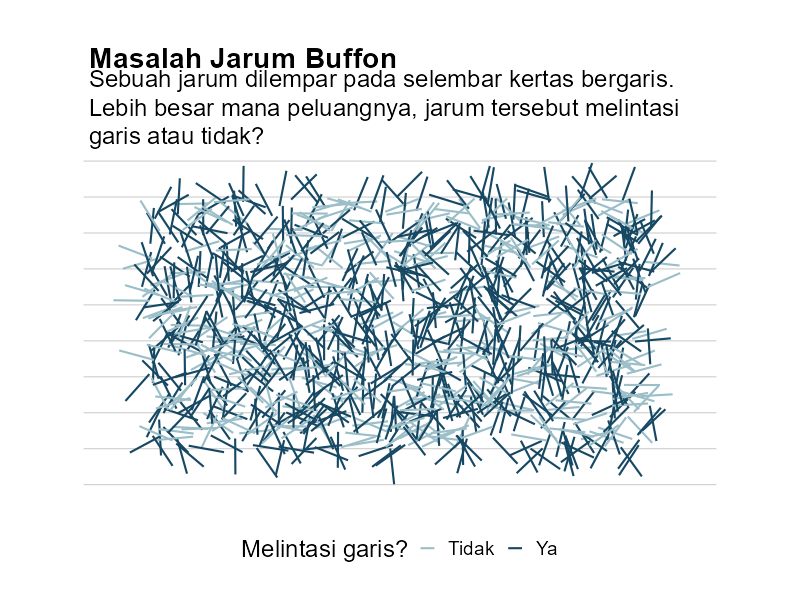 Masalah Jarum Buffon
Sebuah jarum dilempar pada selembar kertas bergaris.
Lebih besar mana peluangnya, jarum tersebut melintasi
garis atau tidak?
Melintasi garis? Tidak Ya